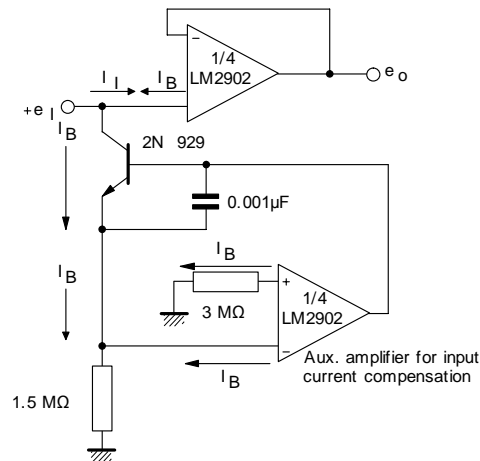 1/4
LM2902
I I
I B
e o
+e I
I B
2N 929
0.001µF
I B
I B
1/4
3 MΩ
LM2902
Aux. amplifier for input
current compensation
I B
1.5 MΩ